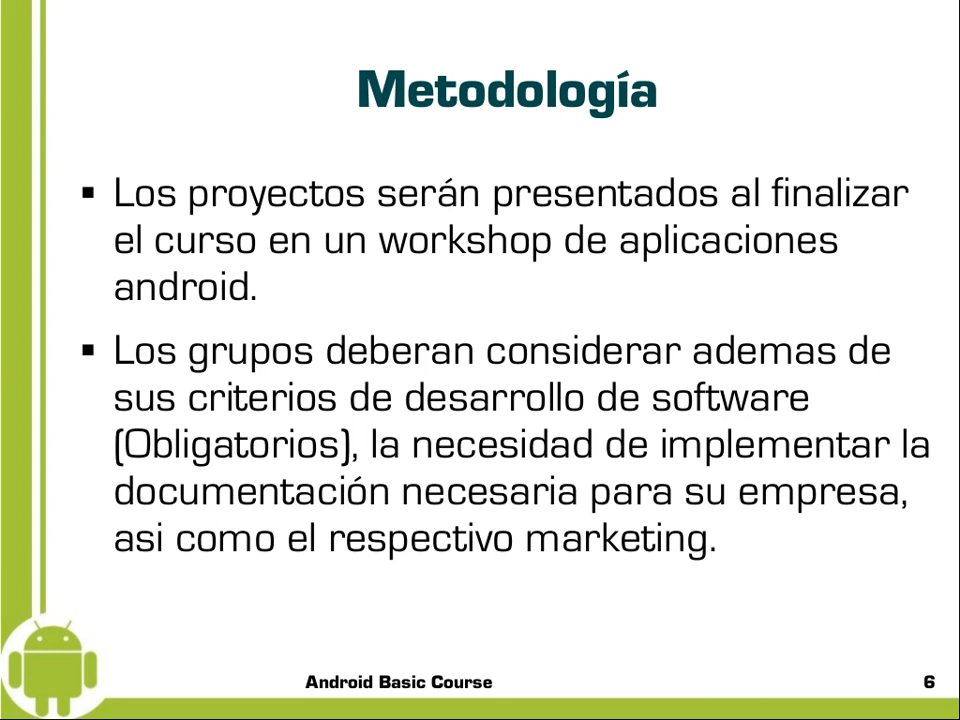 Metodología
▪ Los proyectos serán presentados al finalizar
el curso en un workshop de aplicaciones
android.
▪ Los grupos deberan considerar ademas de
sus criterios de desarrollo de software
(Obligatorios), la necesidad de implementar la
documentación necesaria para su empresa,
asi como el respectivo marketing.
Android Basic Course 6